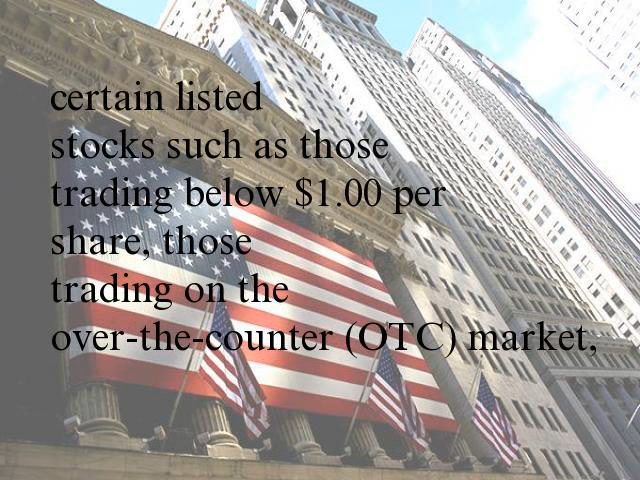 certain listed
stocks such as those
trading below $1.00 per
share, those
trading on the
over-the-counter (OTC) market,